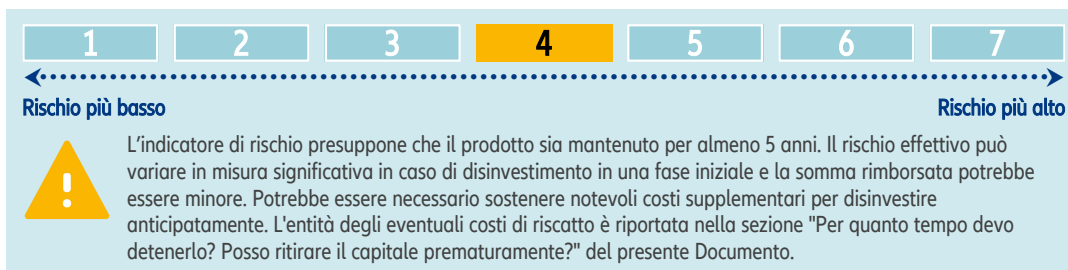 1 2 3 4 5 6 7
Rischio più basso Rischio più alto
L'indicatore di rischio presuppone che il prodotto sia mantenuto per almeno 5 anni. Il rischio effettivo può
variare in misura significativa in caso di disinvestimento in una fase iniziale e la somma rimborsata potrebbe
essere minore. Potrebbe essere necessario sostenere notevoli costi supplementari per disinvestire
anticipatamente. L'entità degli eventuali costi di riscatto è riportata nella sezione "Per quanto tempo devo
detenerlo? Posso ritirare il capitale prematuramente?" del presente Documento.